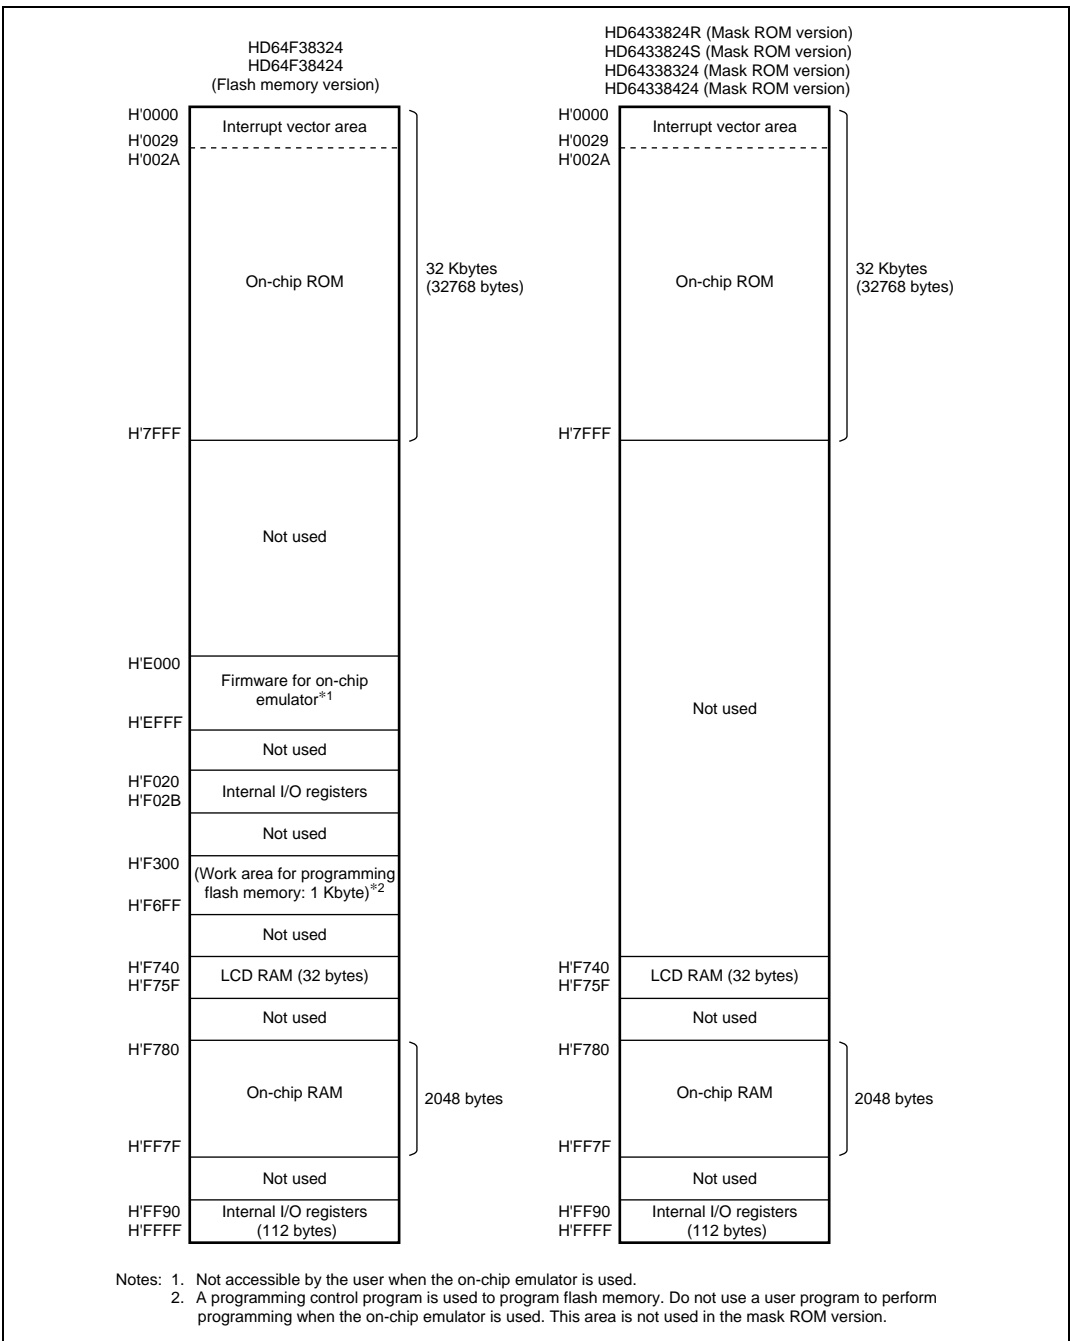 HD64F38324
HD64F38424
(Flash memory version)
H'0000
Interrupt vector area
H'0029
H'002A
On-chip ROM
32 Kbytes
(32768 bytes)
H'7FFF
Not used
H'E000
Firmware for on-chip
emulator*1
H'EFFF
Not used
H'F020
Internal I/O registers
H'F02B
Not used
H'F300
(Work area for programming
flash memory: 1 Kbyte)*2
H'F6FF
Not used
H'F740
LCD RAM (32 bytes)
H'F75F
Not used
H'F780
On-chip RAM
2048 bytes
H'FF7F
Not used
H'FF90
Internal I/O registers
H'FFFF
(112 bytes)
HD6433824R (Mask ROM version)
HD6433824S (Mask ROM version)
HD64338324 (Mask ROM version)
HD64338424 (Mask ROM version)
H'0000
Interrupt vector area
H'0029
H'002A
On-chip ROM
32 Kbytes
(32768 bytes)
H'7FFF
Not used
H'F740
LCD RAM (32 bytes)
H'F75F
Not used
H'F780
On-chip RAM
2048 bytes
H'FF7F
Not used
H'FF90
Internal I/O registers
H'FFFF
(112 bytes)
Notes: 1. Not accessible by the user when the on-chip emulator is used.
2. A programming control program is used to program flash memory. Do not use a user program to perform
programming when the on-chip emulator is used. This area is not used in the mask ROM version.